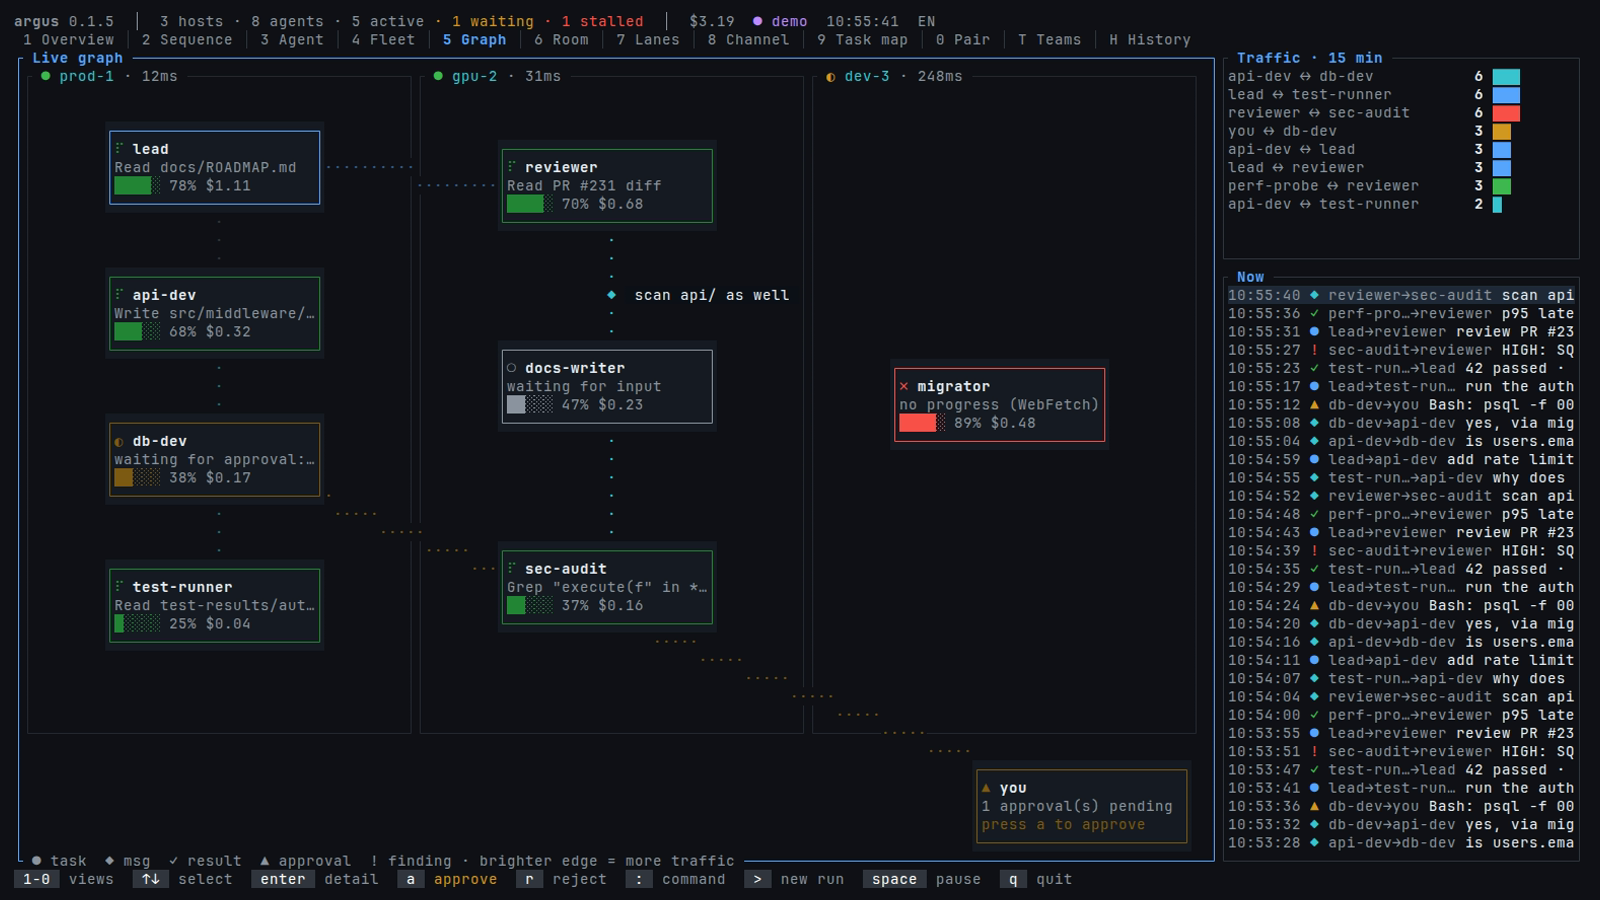 argus 0.1.5 │ 3 hosts · 8 agents · 5 active · 1 waiting · 1 stalled │ $3.19 ● demo 10:55:41 EN
1 Overview │ 2 Sequence │ 3 Agent │ 4 Fleet │ 5 Graph │ 6 Room │ 7 Lanes │ 8 Channel │ 9 Task map │ 0 Pair │ T Teams │ H History
Live graph
● prod-1 · 12ms
lead
Read docs/ROADMAP.md
78% $1.11
api-dev
Write src/middleware/…
68% $0.32
◐ db-dev
waiting for approval:…
38% $0.17
test-runner
Read test-results/aut…
25% $0.04
● gpu-2 · 31ms
reviewer
Read PR #231 diff
70% $0.68
◆ scan api/ as well
○ docs-writer
waiting for input
47% $0.23
sec-audit
Grep "execute(f" in *…
37% $0.16
◐ dev-3 · 248ms
✕ migrator
no progress (WebFetch)
89% $0.48
▲ you
1 approval(s) pending
press a to approve
● task ◆ msg ✓ result ▲ approval ! finding · brighter edge = more traffic
Traffic · 15 min
api-dev ↔ db-dev 6
lead ↔ test-runner 6
reviewer ↔ sec-audit 6
you ↔ db-dev 3
api-dev ↔ lead 3
lead ↔ reviewer 3
perf-probe ↔ reviewer 3
api-dev ↔ test-runner 2
Now
10:55:40 ◆ reviewer→sec-audit scan api
10:55:36 ✓ perf-pro…→reviewer p95 late
10:55:31 ● lead→reviewer review PR #23
10:55:27 ! sec-audit→reviewer HIGH: SQ
10:55:23 ✓ test-run…→lead 42 passed ·
10:55:17 ● lead→test-run… run the auth
10:55:12 ▲ db-dev→you Bash: psql -f 00
10:55:08 ◆ db-dev→api-dev yes, via mig
10:55:04 ◆ api-dev→db-dev is users.ema
10:54:59 ● lead→api-dev add rate limit
10:54:55 ◆ test-run…→api-dev why does
10:54:52 ◆ reviewer→sec-audit scan api
10:54:48 ✓ perf-pro…→reviewer p95 late
10:54:43 ● lead→reviewer review PR #23
10:54:39 ! sec-audit→reviewer HIGH: SQ
10:54:35 ✓ test-run…→lead 42 passed ·
10:54:29 ● lead→test-run… run the auth
10:54:24 ▲ db-dev→you Bash: psql -f 00
10:54:20 ◆ db-dev→api-dev yes, via mig
10:54:16 ◆ api-dev→db-dev is users.ema
10:54:11 ● lead→api-dev add rate limit
10:54:07 ◆ test-run…→api-dev why does
10:54:04 ◆ reviewer→sec-audit scan api
10:54:00 ✓ perf-pro…→reviewer p95 late
10:53:55 ● lead→reviewer review PR #23
10:53:51 ! sec-audit→reviewer HIGH: SQ
10:53:47 ✓ test-run…→lead 42 passed ·
10:53:41 ● lead→test-run… run the auth
10:53:36 ▲ db-dev→you Bash: psql -f 00
10:53:32 ◆ db-dev→api-dev yes, via mig
10:53:28 ◆ api-dev→db-dev is users.ema
1-0 views ↑↓ select enter detail a approve r reject : command > new run space pause q quit